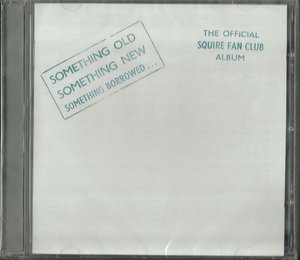 SOMETHING OLD
SOMETHING NEW
SOMETHING BORROWED...
THE OFFICIAL
SQUIRE FAN CLUB
ALBUM